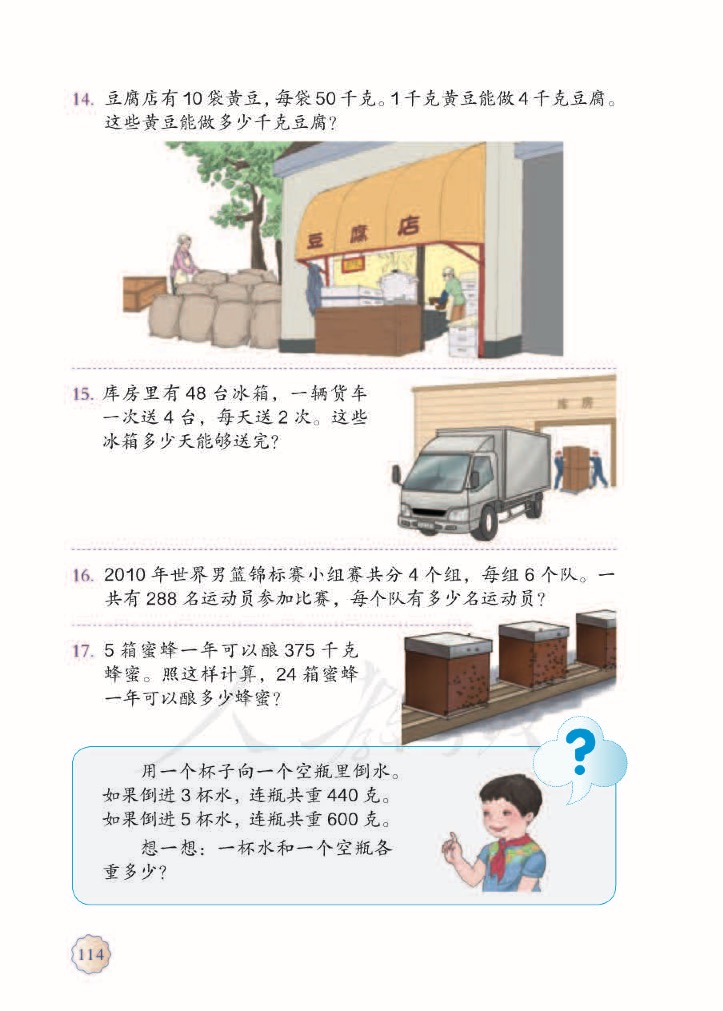 14. 豆腐店有10袋黄豆，每袋50千克。1千克黄豆能做4千克豆腐。
这些黄豆能做多少千克豆腐？
豆腐店
15. 库房里有 48 台冰箱，一辆货车
一次送 4 台，每天送 2 次。这些
冰箱多少天能够送完？
库房
16. 2010 年世界男篮锦标赛小组赛共分 4 个组，每组 6 个队。一
共有 288 名运动员参加比赛，每个队有多少名运动员？
17. 5 箱蜜蜂一年可以酿 375 千克
蜂蜜。照这样计算，24 箱蜜蜂
一年可以酿多少蜂蜜？
?
用一个杯子向一个空瓶里倒水。
如果倒进 3 杯水，连瓶共重 440 克。
如果倒进 5 杯水，连瓶共重 600 克。
想一想：一杯水和一个空瓶各
重多少？
114